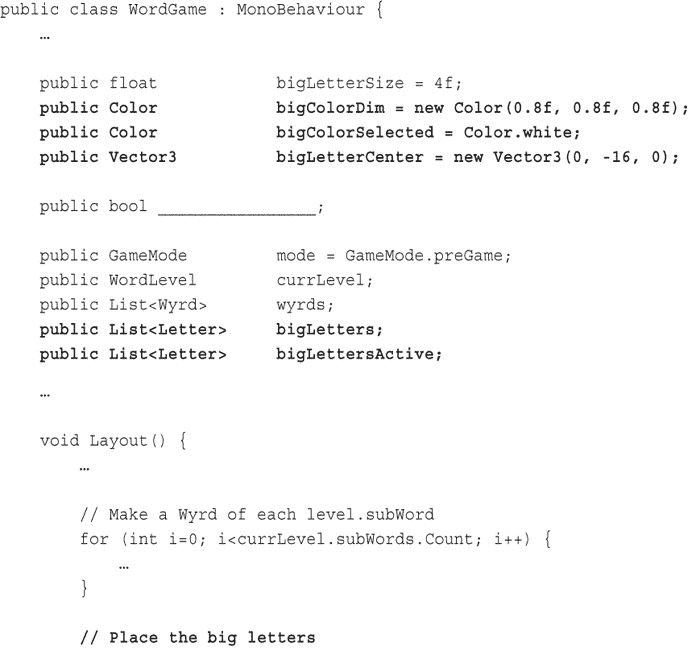 public class WordGame : MonoBehaviour {
…
public float bigLetterSize = 4f;
public Color bigColorDim = new Color(0.8f, 0.8f, 0.8f);
public Color bigColorSelected = Color.white;
public Vector3 bigLetterCenter = new Vector3(0, -16, 0);
public bool ________________;
public GameMode mode = GameMode.preGame;
public WordLevel currLevel;
public List<Wyrd> wyrds;
public List<Letter> bigLetters;
public List<Letter> bigLettersActive;
…
void Layout() {
…
// Make a Wyrd of each level.subWord
for (int i=0; i<currLevel.subWords.Count; i++) {
…
}
// Place the big letters